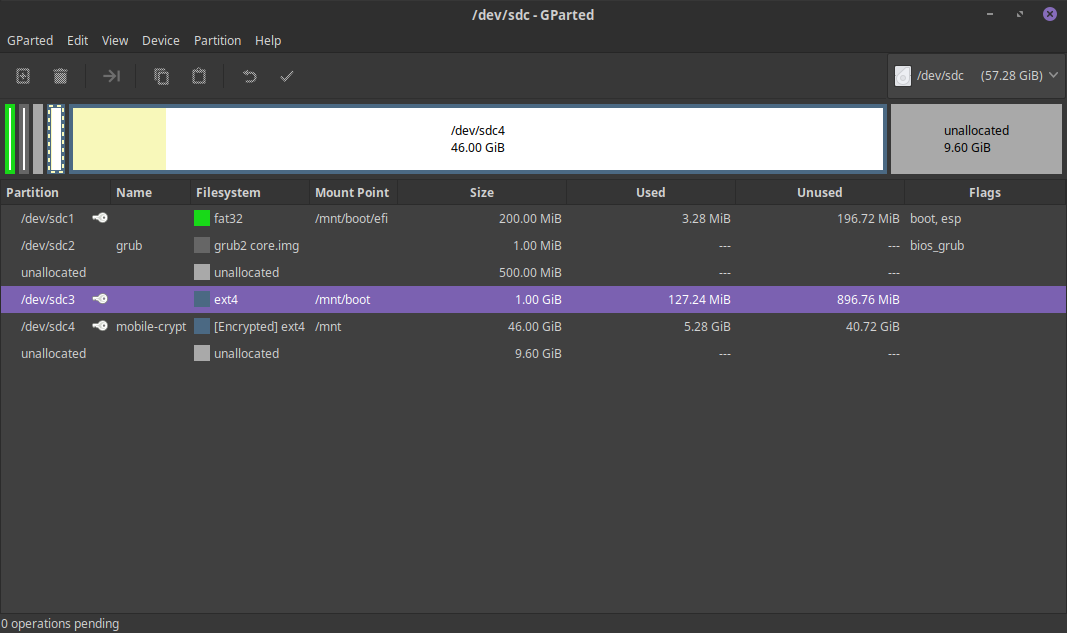 /dev/sdc - GParted
GParted Edit View Device Partition Help
/dev/sdc (57.28 GiB)
/dev/sdc4
46.00 GiB
unallocated
9.60 GiB
Partition Name Filesystem Mount Point Size Used Unused Flags
/dev/sdc1 fat32 /mnt/boot/efi 200.00 MiB 3.28 MiB 196.72 MiB boot, esp
/dev/sdc2 grub grub2 core.img 1.00 MiB --- --- bios_grub
unallocated unallocated 500.00 MiB --- ---
/dev/sdc3 ext4 /mnt/boot 1.00 GiB 127.24 MiB 896.76 MiB
/dev/sdc4 mobile-crypt [Encrypted] ext4 /mnt 46.00 GiB 5.28 GiB 40.72 GiB
unallocated unallocated 9.60 GiB --- ---
0 operations pending